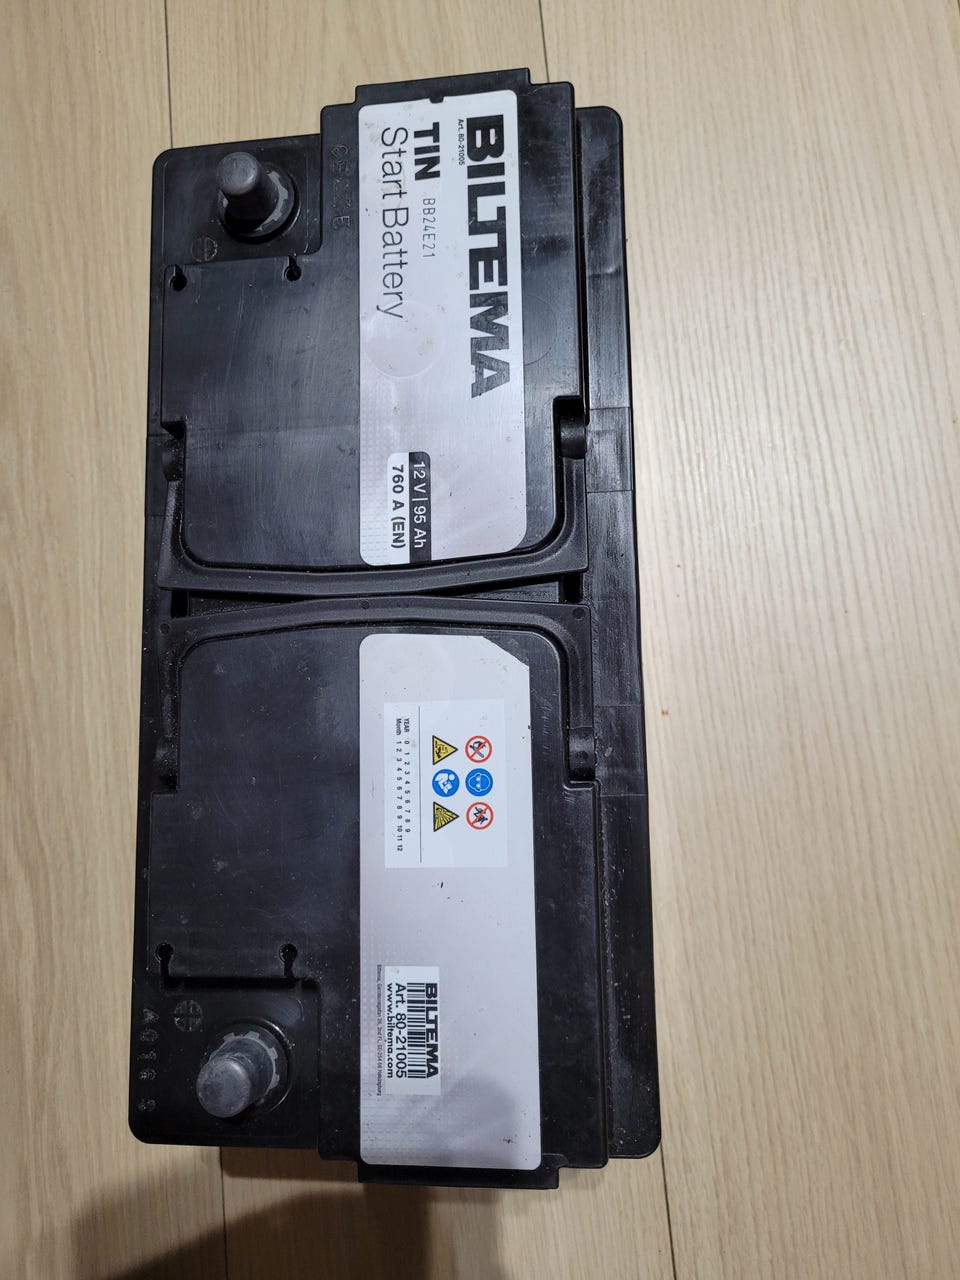 BILTEMA
Art. 80-21005
TIN BB24E21
Start Battery
12 V | 95 Ah
760 A (EN)
YEAR 0 1 2 3 4 5 6 7 8 9
Month 1 2 3 4 5 6 7 8 9 10 11 12
BILTEMA
Art. 80-21005
www.biltema.com